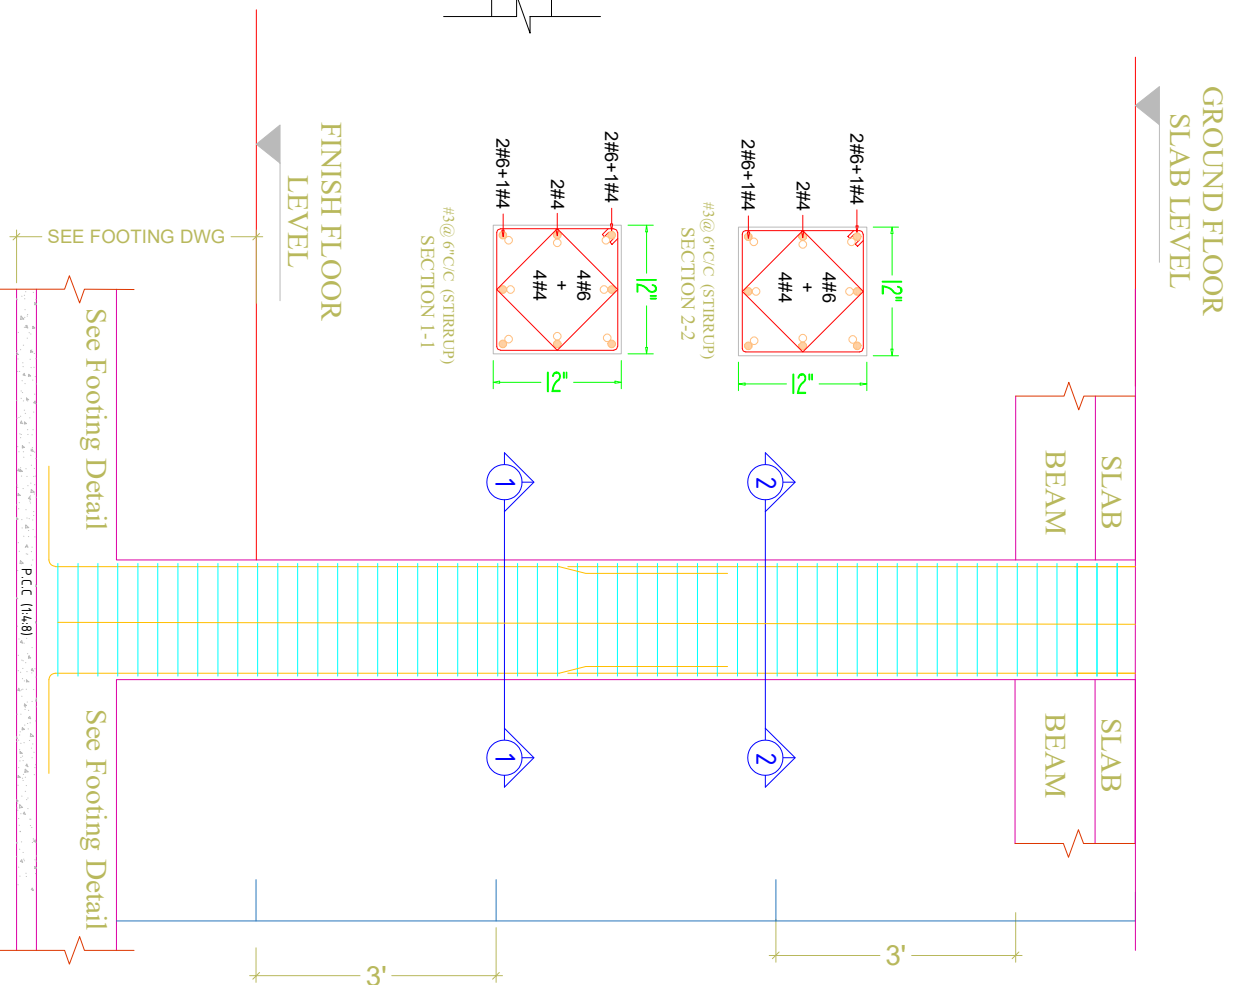 GROUND FLOOR
SLAB LEVEL
SLAB
BEAM
SLAB
BEAM
2#6+1#4
2#4
2#6+1#4
4#6
+
4#4
12"
12"
#3@ 6"C/C (STIRRUP)
SECTION 2-2
2
2
2#6+1#4
2#4
2#6+1#4
4#6
+
4#4
12"
12"
#3@ 6"C/C (STIRRUP)
SECTION 1-1
1
1
FINISH FLOOR
LEVEL
SEE FOOTING DWG
See Footing Detail
See Footing Detail
P.C.C (1:4:8)
3'
3'